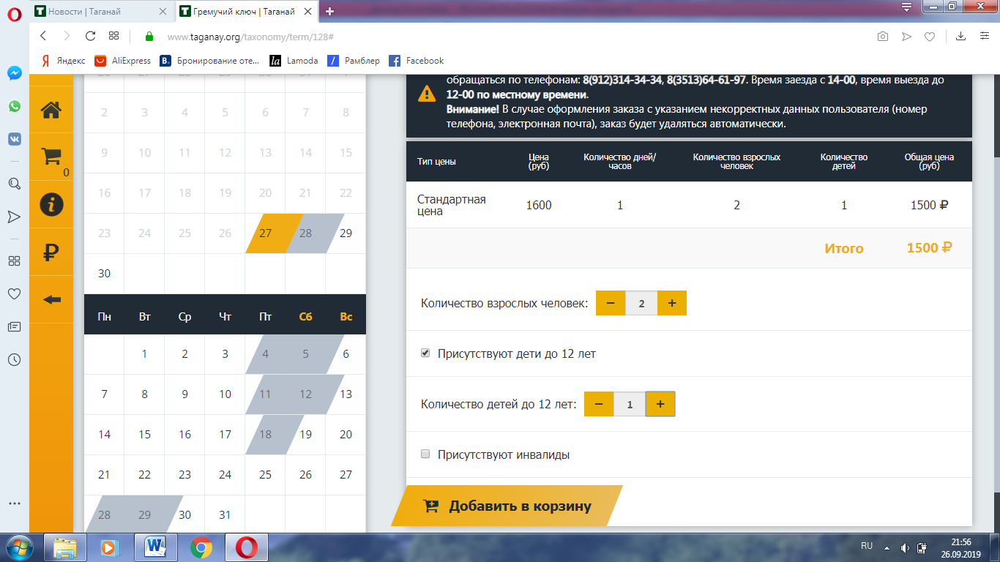 Новости | Таганай
Гремучий ключ | Таганай
www.taganay.org/taxonomy/term/128#
Яндекс AliExpress B. Бронирование оте... la Lamoda Рамблер Facebook
0
2 3 4 5 6 7 8
9 10 11 12 13 14 15
16 17 18 19 20 21 22
23 24 25 26 27 28 29
30
Пн Вт Ср Чт Пт Сб Вс
1 2 3 4 5 6
7 8 9 10 11 12 13
14 15 16 17 18 19 20
21 22 23 24 25 26 27
28 29 30 31
обращаться по телефонам: 8(912)314-34-34, 8(3513)64-61-97. Время заезда с 14-00, время выезда до
12-00 по местному времени.
Внимание! В случае оформления заказа с указанием некорректных данных пользователя (номер
телефона, электронная почта), заказ будет удаляться автоматически.
Тип цены
Цена
(руб)
Количество дней/
часов
Количество взрослых
человек
Количество
детей
Общая цена
(руб)
Стандартная
цена
1600 1 2 1 1500 ₽
Итого 1500 ₽
Количество взрослых человек: − 2 +
Присутствуют дети до 12 лет
Количество детей до 12 лет: − 1 +
Присутствуют инвалиды
Добавить в корзину
RU
21:56
26.09.2019